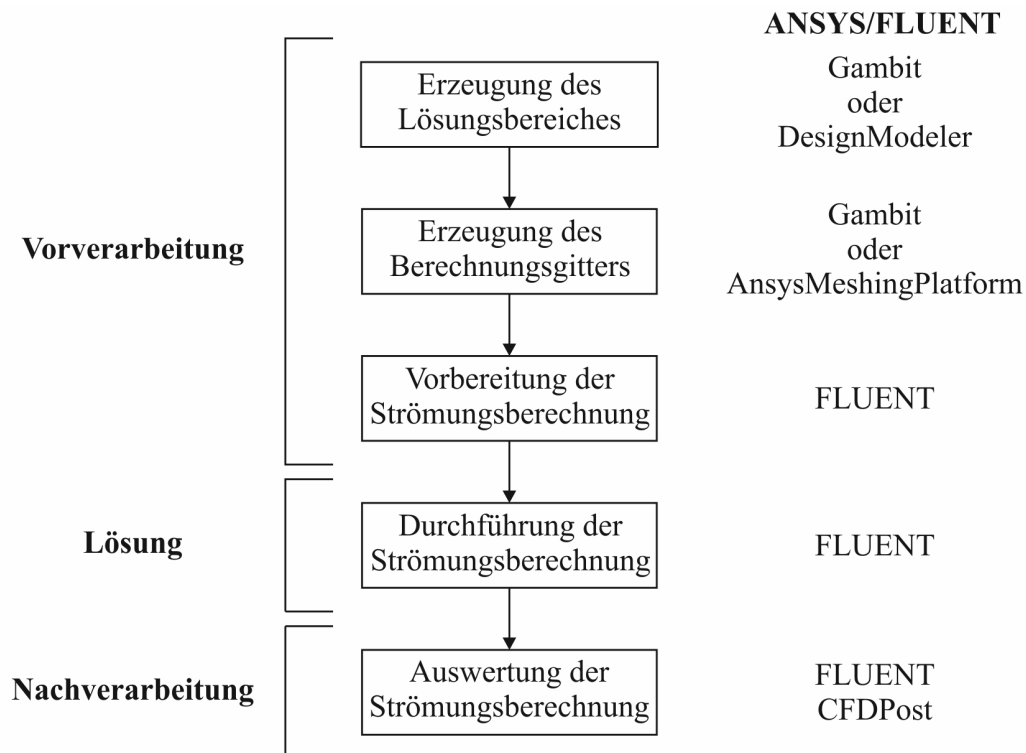 ANSYS/FLUENT
Erzeugung des
Lösungsbereiches
Gambit
oder
DesignModeler
Vorverarbeitung
Erzeugung des
Berechnungsgitters
Gambit
oder
AnsysMeshingPlatform
Vorbereitung der
Strömungsberechnung
FLUENT
Lösung
Durchführung der
Strömungsberechnung
FLUENT
Nachverarbeitung
Auswertung der
Strömungsberechnung
FLUENT
CFDPost